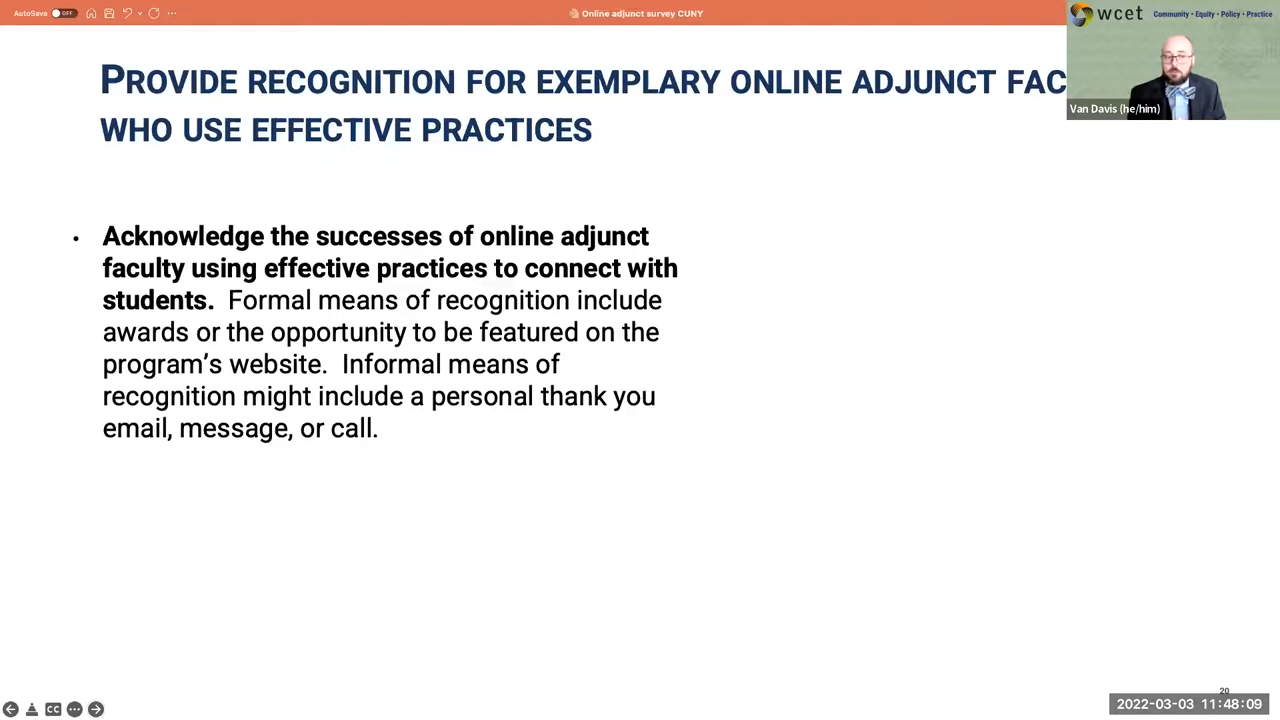 AutoSave OFF
Online adjunct survey CUNY
wcet Community • Equity • Policy • Practice
Van Davis (he/him)
PROVIDE RECOGNITION FOR EXEMPLARY ONLINE ADJUNCT FAC
WHO USE EFFECTIVE PRACTICES
• Acknowledge the successes of online adjunct
faculty using effective practices to connect with
students. Formal means of recognition include
awards or the opportunity to be featured on the
program’s website. Informal means of
recognition might include a personal thank you
email, message, or call.
20
CC
2022-03-03 11:48:09